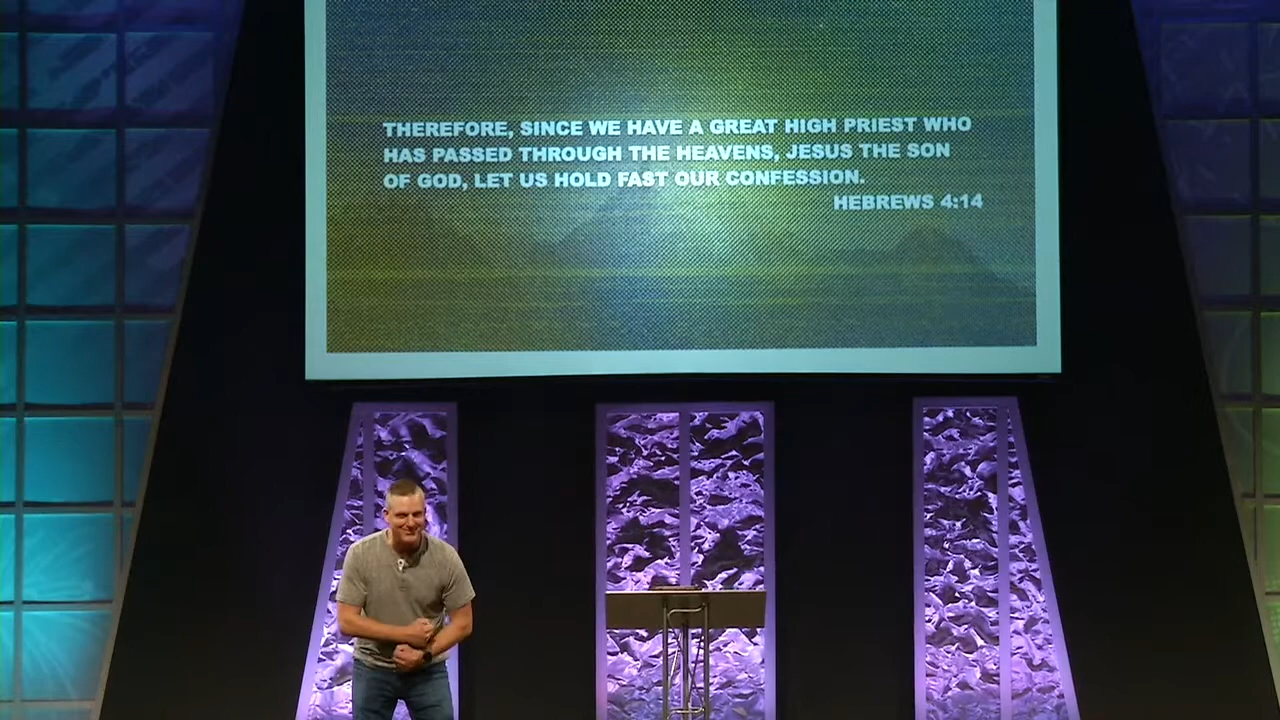 THEREFORE, SINCE WE HAVE A GREAT HIGH PRIEST WHO
HAS PASSED THROUGH THE HEAVENS, JESUS THE SON
OF GOD, LET US HOLD FAST OUR CONFESSION.
HEBREWS 4:14